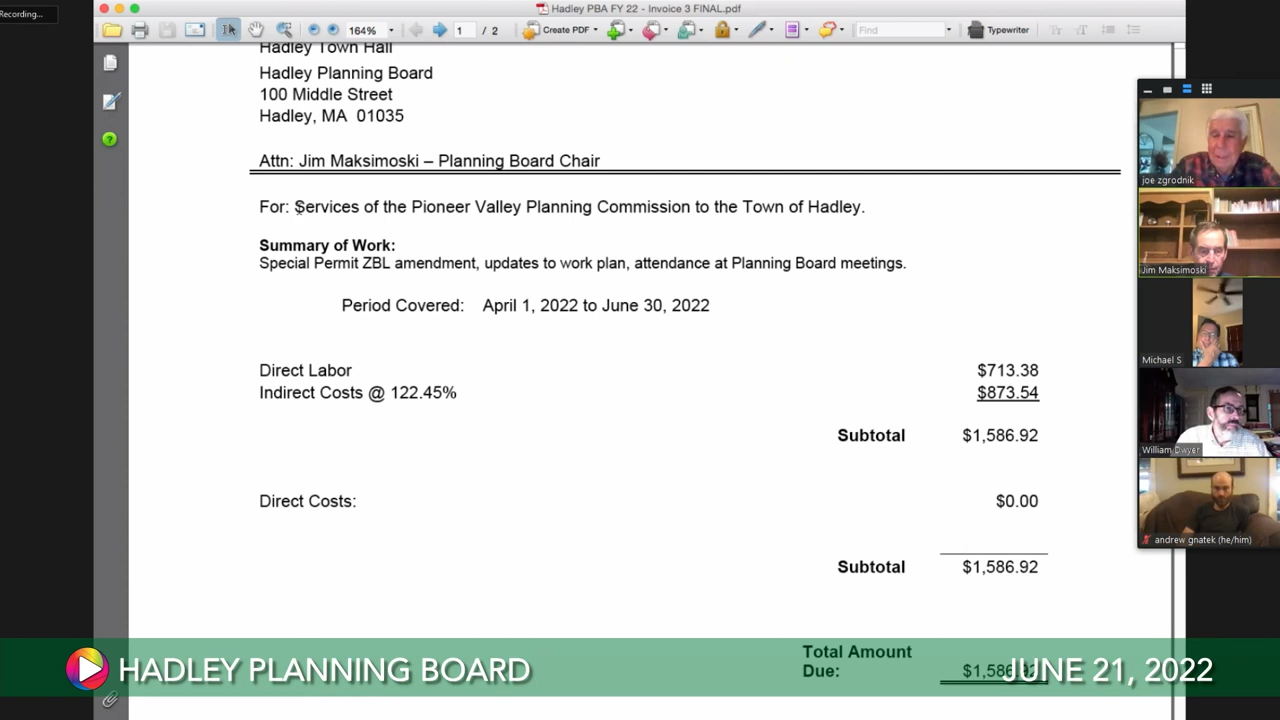 Recording...
Hadley PBA FY 22 - Invoice 3 FINAL.pdf
164%
1 / 2
Create PDF
Find
Typewriter
Hadley Town Hall
Hadley Planning Board
100 Middle Street
Hadley, MA 01035
Attn: Jim Maksimoski – Planning Board Chair
For: Services of the Pioneer Valley Planning Commission to the Town of Hadley.
Summary of Work:
Special Permit ZBL amendment, updates to work plan, attendance at Planning Board meetings.
Period Covered: April 1, 2022 to June 30, 2022
Direct Labor $713.38
Indirect Costs @ 122.45% $873.54
Subtotal $1,586.92
Direct Costs: $0.00
Subtotal $1,586.92
Total Amount
Due: $1,586.92
joe zgrodnik
Jim Maksimoski
Michael S
William Dwyer
andrew gnatek (he/him)
HADLEY PLANNING BOARD
JUNE 21, 2022